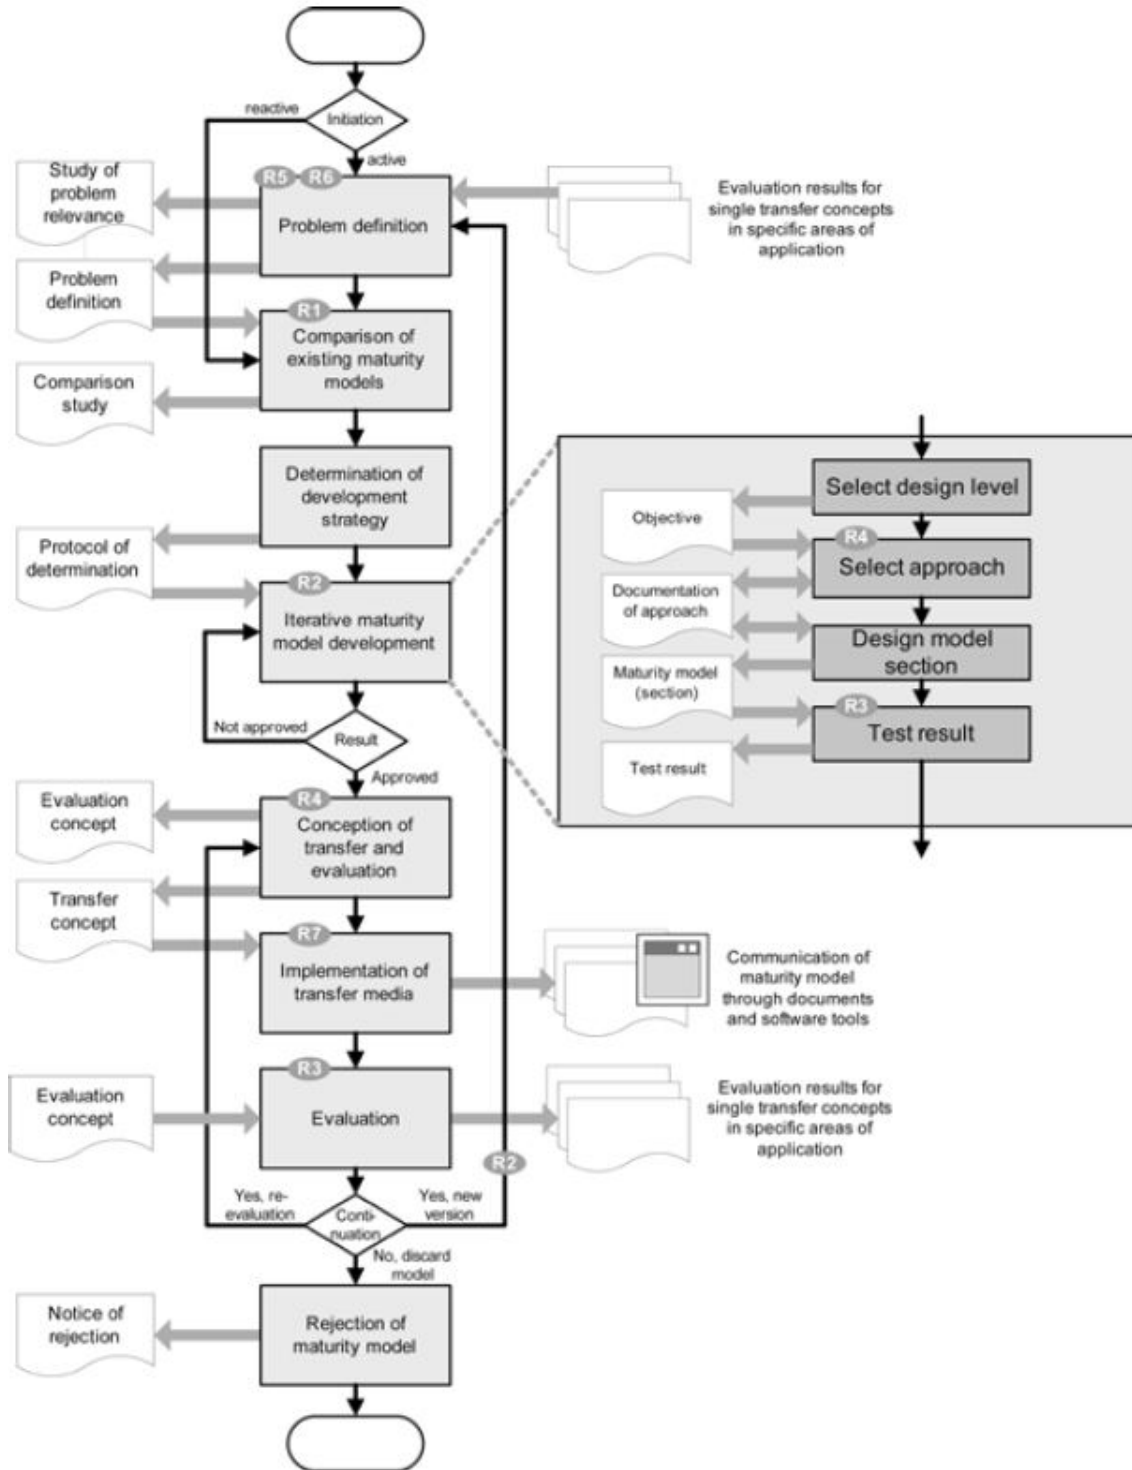 reactive
Initiation
active
Study of
problem
relevance
R5
R6
Problem definition
Evaluation results for
single transfer concepts
in specific areas of
application
Problem
definition
R1
Comparison of
existing maturity
models
Comparison
study
Determination of
development
strategy
Protocol of
determination
R2
Iterative maturity
model development
Not approved
Result
Approved
Select design level
Objective
R4
Select approach
Documentation
of approach
Design model
section
Maturity model
(section)
R3
Test result
Test result
Evaluation
concept
R4
Conception of
transfer and
evaluation
Transfer
concept
R7
Implementation of
transfer media
Communication of
maturity model
through documents
and software tools
Evaluation
concept
R3
Evaluation
Evaluation results for
single transfer concepts
in specific areas of
application
R2
Yes, re-
evaluation
Conti-
nuation
Yes, new
version
No, discard
model
Notice of
rejection
Rejection of
maturity model